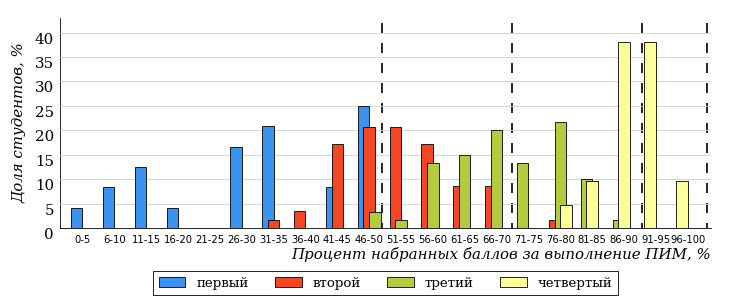 Доля студентов, %
40
35
30
25
20
15
10
5
0
0-5 6-10 11-15 16-20 21-25 26-30 31-35 36-40 41-45 46-50 51-55 56-60 61-65 66-70 71-75 76-80 81-85 86-90 91-95 96-100
Процент набранных баллов за выполнение ПИМ, %
первый второй третий четвертый